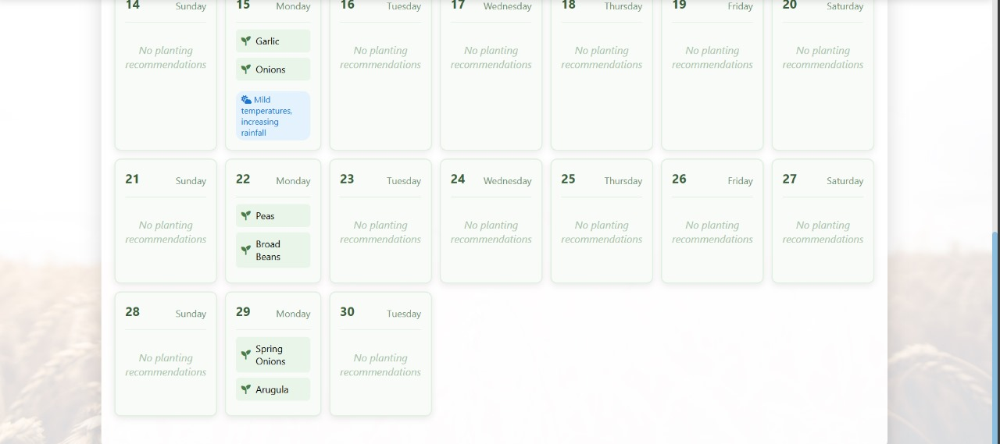 14 Sunday
15 Monday
16 Tuesday
17 Wednesday
18 Thursday
19 Friday
20 Saturday
No planting
recommendations
Garlic
Onions
Mild
temperatures,
increasing
rainfall
No planting
recommendations
No planting
recommendations
No planting
recommendations
No planting
recommendations
No planting
recommendations
21 Sunday
22 Monday
23 Tuesday
24 Wednesday
25 Thursday
26 Friday
27 Saturday
No planting
recommendations
Peas
Broad
Beans
No planting
recommendations
No planting
recommendations
No planting
recommendations
No planting
recommendations
No planting
recommendations
28 Sunday
29 Monday
30 Tuesday
No planting
recommendations
Spring
Onions
Arugula
No planting
recommendations